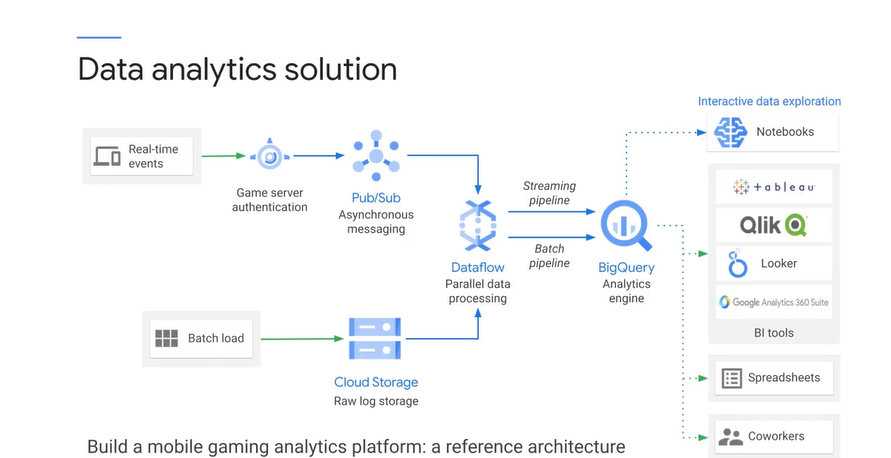 Data analytics solution
Interactive data exploration
Real-time
events
Game server
authentication
Pub/Sub
Asynchronous
messaging
Streaming
pipeline
Batch
pipeline
Dataflow
Parallel data
processing
BigQuery
Analytics
engine
Notebooks
+ a b l e a u
Qlik
Looker
Google Analytics 360 Suite
BI tools
Batch load
Cloud Storage
Raw log storage
Spreadsheets
Coworkers
Build a mobile gaming analytics platform: a reference architecture